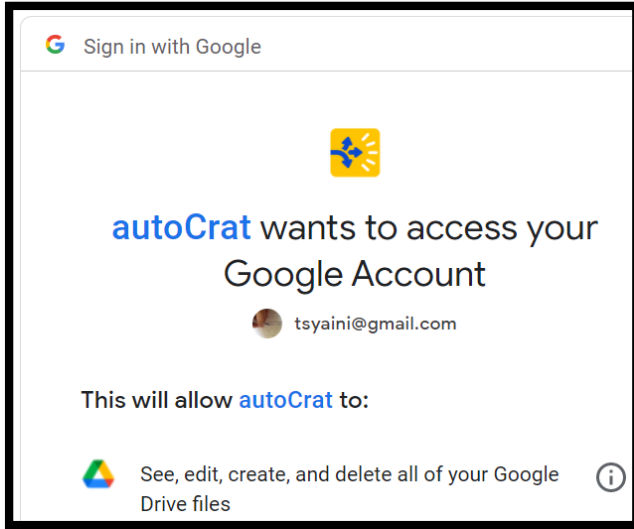 Sign in with Google
autoCrat wants to access your
Google Account
tsyaini@gmail.com
This will allow autoCrat to:
See, edit, create, and delete all of your Google
Drive files